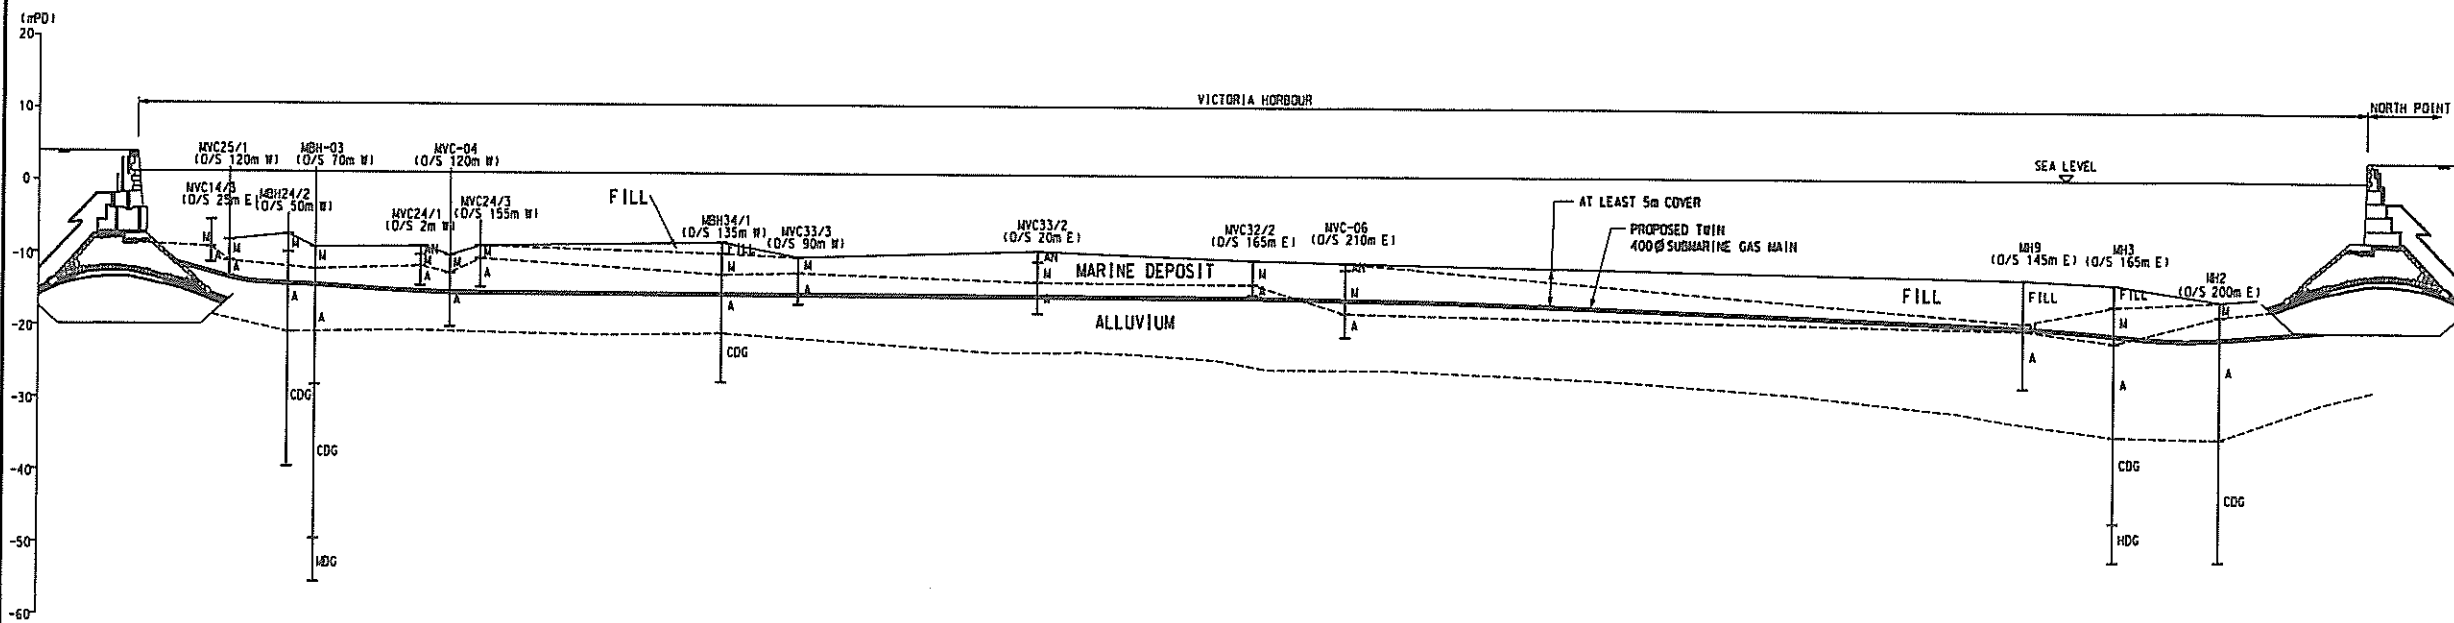 (mPD)
20
10
0
-10
-20
-30
-40
-50
-60
VICTORIA HORBOUR
NORTH POINT
SEA LEVEL
MVC25/1
(O/S 120m W)
MBH-03
(O/S 70m W)
MVC-04
(O/S 120m W)
MVC14/3
(O/S 25m E)
MBH24/2
(O/S 50m W)
MVC24/1
(O/S 2m W)
MVC24/3
(O/S 155m W)
FILL
MBH34/1
(O/S 135m W)
MVC33/3
(O/S 90m W)
MVC33/2
(O/S 20m E)
MVC32/2
(O/S 165m E)
MVC-06
(O/S 210m E)
AT LEAST 5m COVER
PROPOSED TWIN
400Ø SUBMARINE GAS MAIN
MH9
(O/S 145m E)
MH3
(O/S 165m E)
MH2
(O/S 200m E)
M
A
M
A
M
A
CDG
M
A
CDG
MDG
AN
M
A
M
A
M
A
FILL
M
A
CDG
M
A
AN
M
M
MARINE DEPOSIT
ALLUVIUM
M
A
AN
M
A
FILL
FILL
A
FILL
M
A
CDG
HDG
M
A
CDG